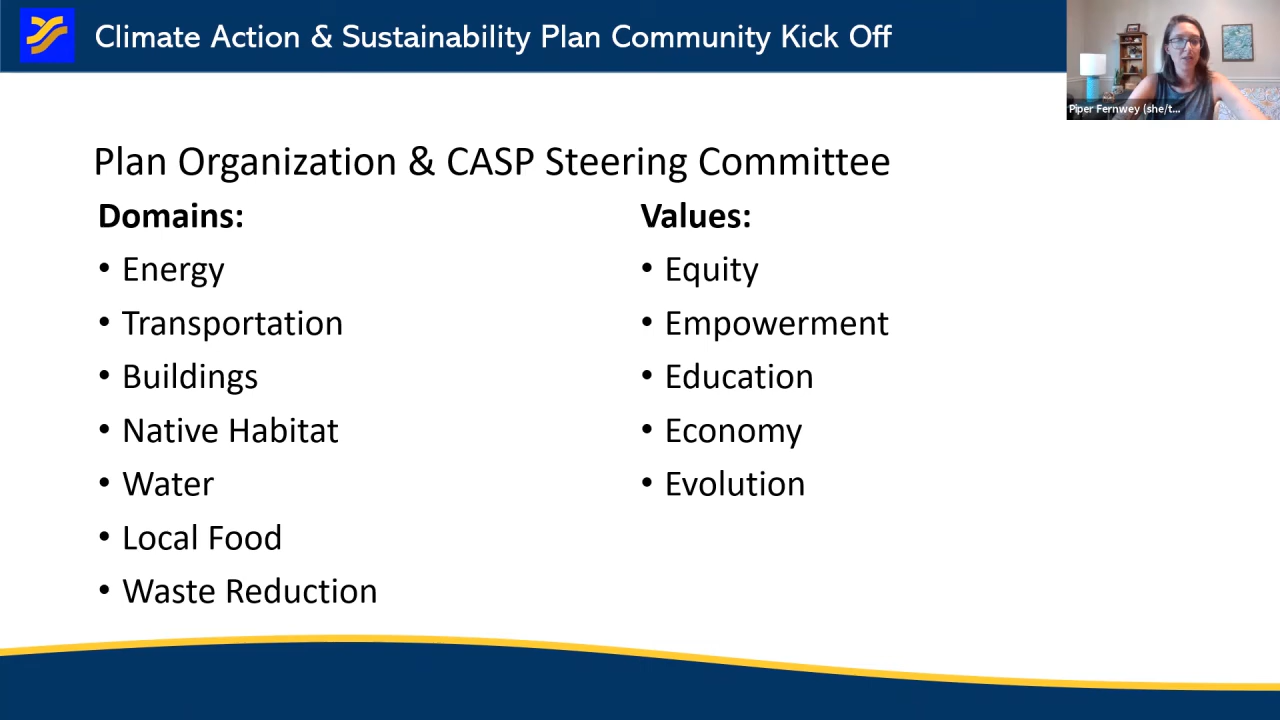 Climate Action & Sustainability Plan Community Kick Off
Piper Fernwey (she/t...
Plan Organization & CASP Steering Committee
Domains:
• Energy
• Transportation
• Buildings
• Native Habitat
• Water
• Local Food
• Waste Reduction
Values:
• Equity
• Empowerment
• Education
• Economy
• Evolution